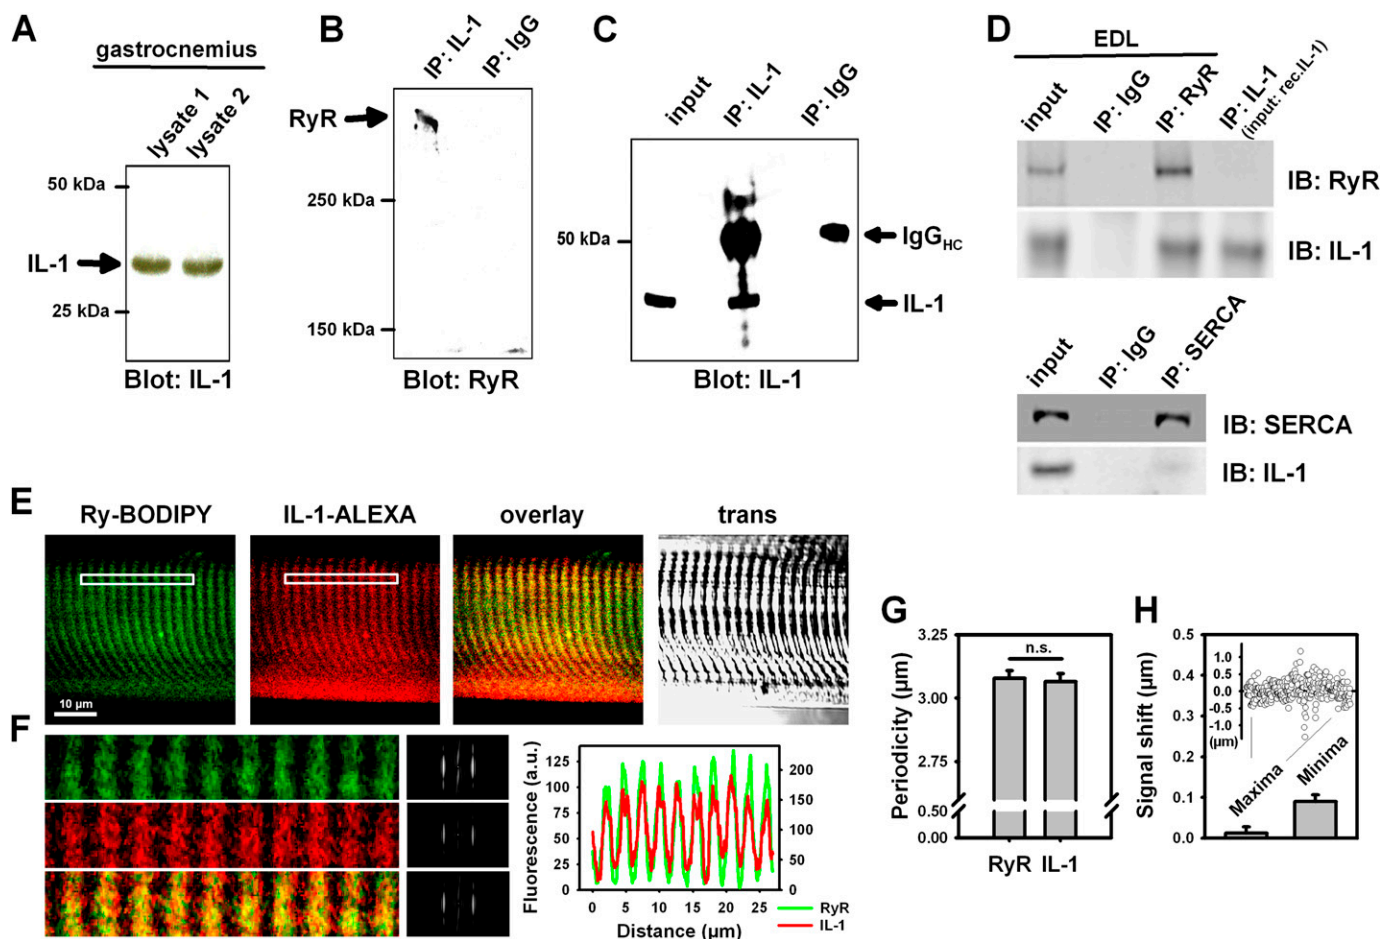 A
gastrocnemius
lysate 1
lysate 2
50 kDa
IL-1
25 kDa
Blot: IL-1
B
IP: IL-1
IP: IgG
RyR
250 kDa
150 kDa
Blot: RyR
C
input
IP: IL-1
IP: IgG
50 kDa
IgGHC
IL-1
Blot: IL-1
D
EDL
input
IP: IgG
IP: RyR
IP: IL-1
(input: rec.IL-1)
IB: RyR
IB: IL-1
input
IP: IgG
IP: SERCA
IB: SERCA
IB: IL-1
E
Ry-BODIPY
IL-1-ALEXA
overlay
trans
10 µm
F
Fluorescence (a.u.)
125
100
75
50
25
0
200
150
100
50
0
0 5 10 15 20 25
Distance (µm)
RyR
IL-1
G
Periodicity (µm)
3.25
3.00
2.75
0.50
0.00
n.s.
RyR IL-1
H
Signal shift (µm)
0.5
0.4
0.3
0.2
0.1
0.0
1.0
0.5
0.0
-0.5
-1.0
(µm)
Maxima
Minima